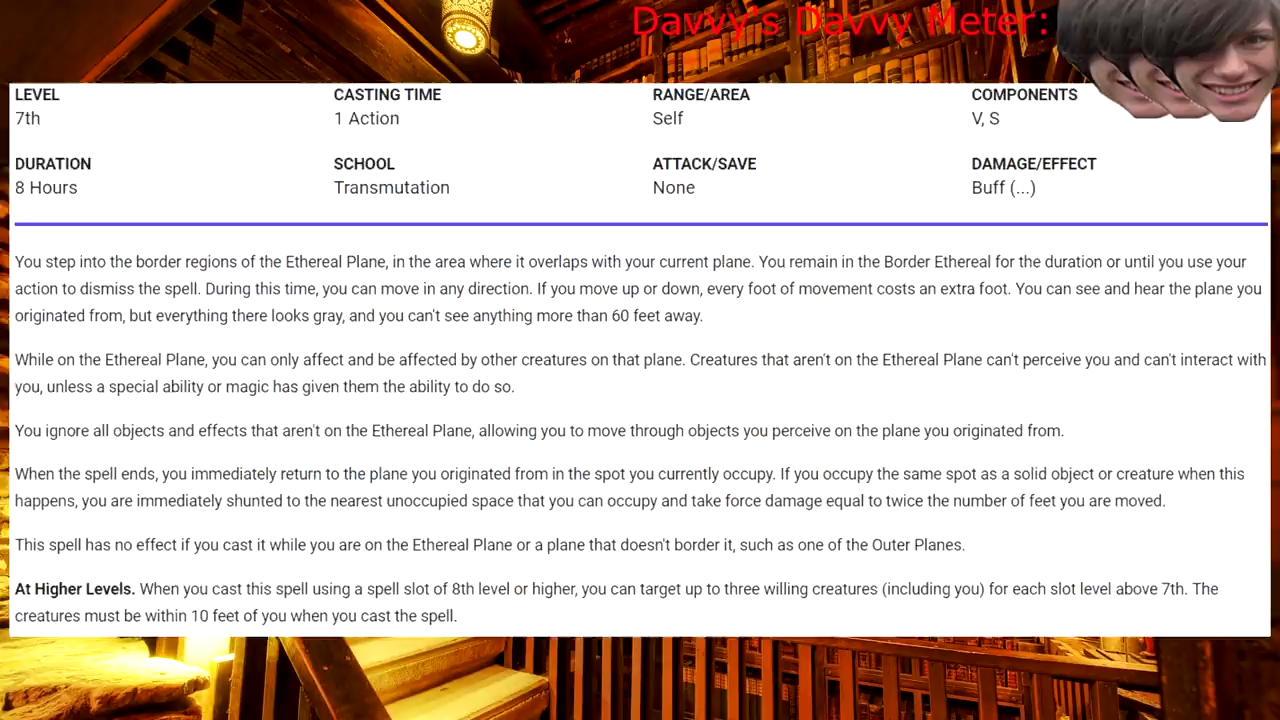 Davvy's Davvy Meter:
LEVEL CASTING TIME RANGE/AREA COMPONENTS
7th 1 Action Self V, S
DURATION SCHOOL ATTACK/SAVE DAMAGE/EFFECT
8 Hours Transmutation None Buff (...)
You step into the border regions of the Ethereal Plane, in the area where it overlaps with your current plane. You remain in the Border Ethereal for the duration or until you use your
action to dismiss the spell. During this time, you can move in any direction. If you move up or down, every foot of movement costs an extra foot. You can see and hear the plane you
originated from, but everything there looks gray, and you can't see anything more than 60 feet away.
While on the Ethereal Plane, you can only affect and be affected by other creatures on that plane. Creatures that aren't on the Ethereal Plane can't perceive you and can't interact with
you, unless a special ability or magic has given them the ability to do so.
You ignore all objects and effects that aren't on the Ethereal Plane, allowing you to move through objects you perceive on the plane you originated from.
When the spell ends, you immediately return to the plane you originated from in the spot you currently occupy. If you occupy the same spot as a solid object or creature when this
happens, you are immediately shunted to the nearest unoccupied space that you can occupy and take force damage equal to twice the number of feet you are moved.
This spell has no effect if you cast it while you are on the Ethereal Plane or a plane that doesn't border it, such as one of the Outer Planes.
At Higher Levels. When you cast this spell using a spell slot of 8th level or higher, you can target up to three willing creatures (including you) for each slot level above 7th. The
creatures must be within 10 feet of you when you cast the spell.